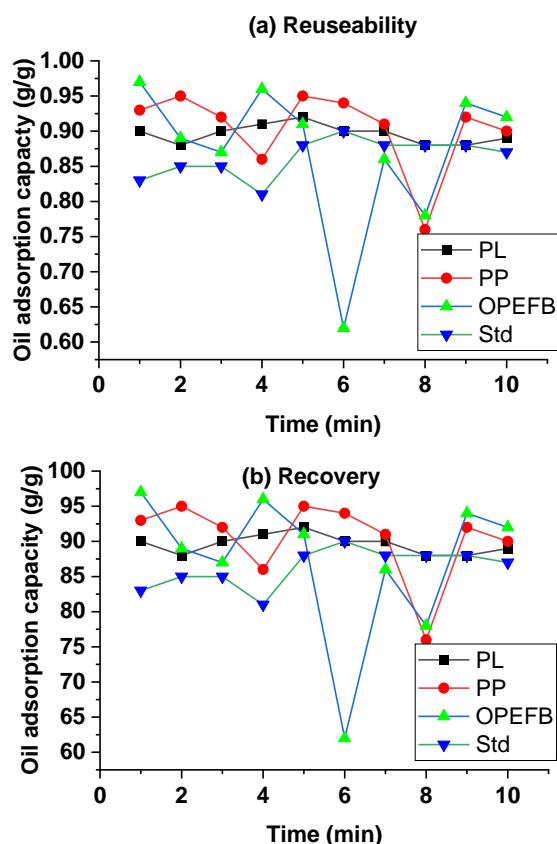 (a) Reuseability
Oil adsorption capacty (g/g)
1.00
0.95
0.90
0.85
0.80
0.75
0.70
0.65
0.60
PL
PP
OPEFB
Std
0 2 4 6 8 10
Time (min)
(b) Recovery
Oil adsorption capacity (g/g)
100
95
90
85
80
75
70
65
60
PL
PP
OPEFB
Std
0 2 4 6 8 10
Time (min)